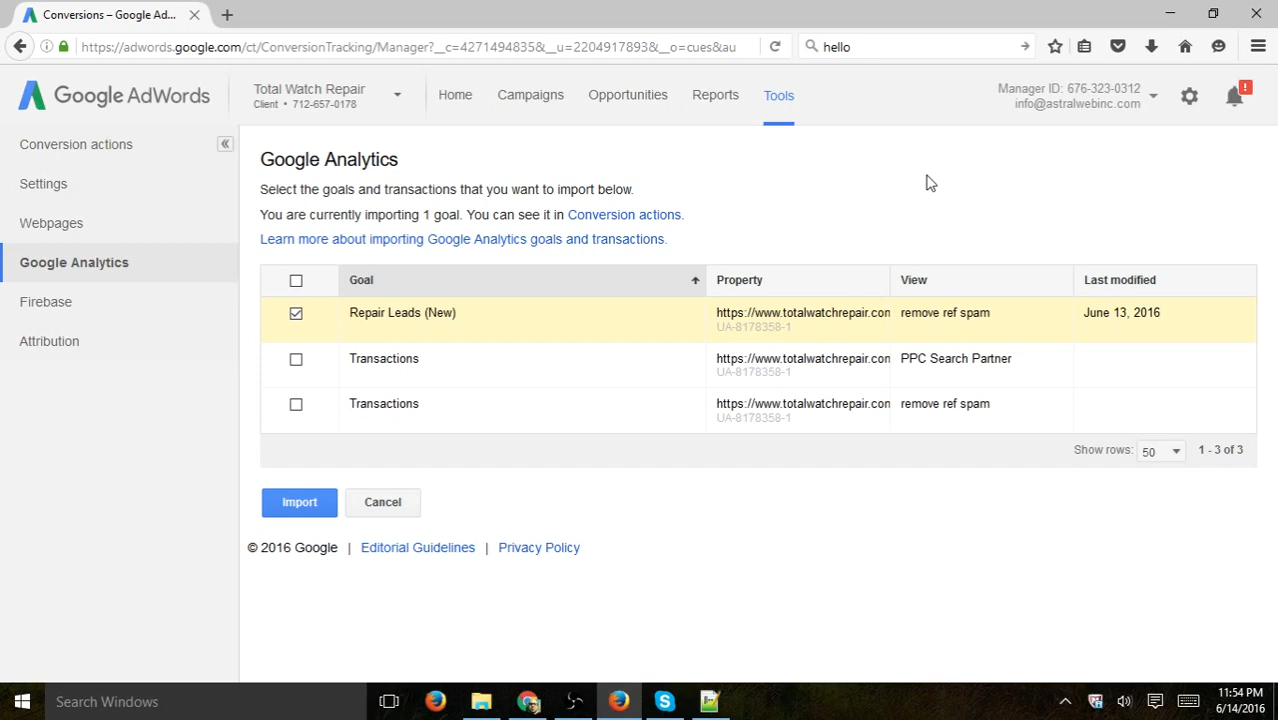 Conversions – Google Ad...
https://adwords.google.com/ct/ConversionTracking/Manager?__c=4271494835&__u=2204917893&__o=cues&au
hello
Google AdWords
Total Watch Repair
Client • 712-657-0178
Home
Campaigns
Opportunities
Reports
Tools
Manager ID: 676-323-0312
info@astralwebinc.com
!
Conversion actions
Settings
Webpages
Google Analytics
Firebase
Attribution
Google Analytics
Select the goals and transactions that you want to import below.
You are currently importing 1 goal. You can see it in Conversion actions.
Learn more about importing Google Analytics goals and transactions.
Goal
Property
View
Last modified
Repair Leads (New)
https://www.totalwatchrepair.con
UA-8178358-1
remove ref spam
June 13, 2016
Transactions
https://www.totalwatchrepair.con
UA-8178358-1
PPC Search Partner
Transactions
https://www.totalwatchrepair.con
UA-8178358-1
remove ref spam
Show rows: 50
1 - 3 of 3
Import
Cancel
© 2016 Google | Editorial Guidelines | Privacy Policy
Search Windows
11:54 PM
6/14/2016